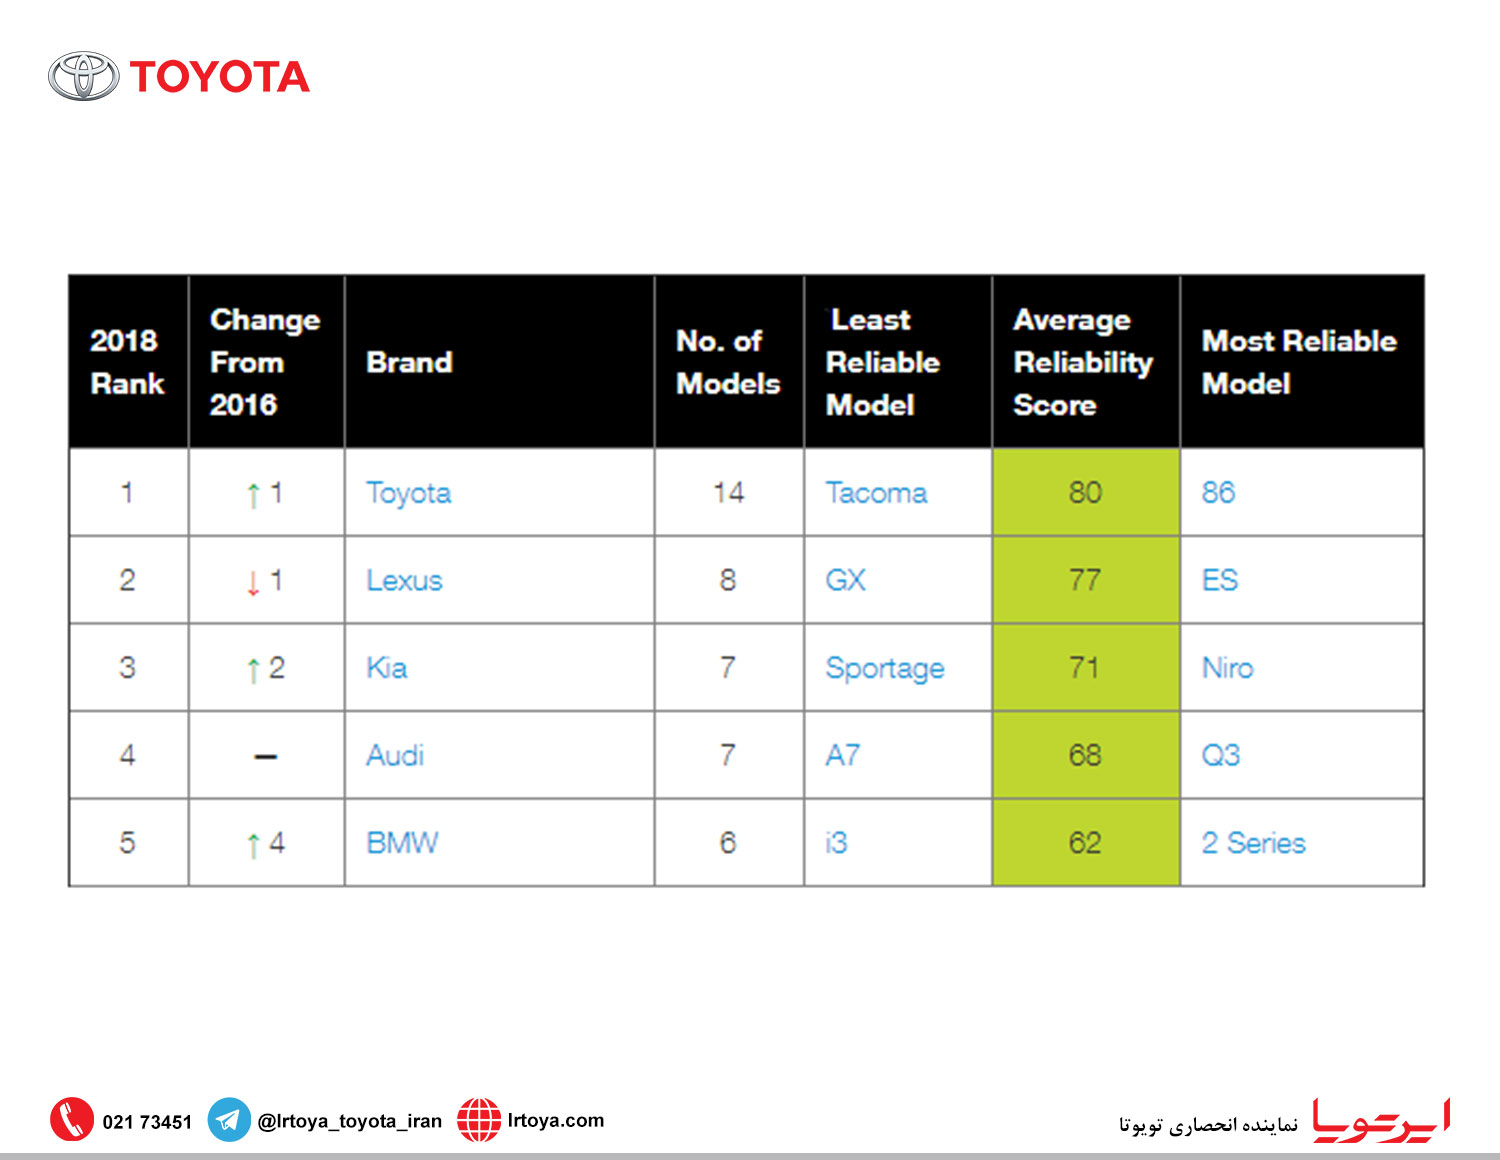 TOYOTA
2018 Rank | Change From 2016 | Brand | No. of Models | Least Reliable Model | Average Reliability Score | Most Reliable Model
1 | ↑ 1 | Toyota | 14 | Tacoma | 80 | 86
2 | ↓ 1 | Lexus | 8 | GX | 77 | ES
3 | ↑ 2 | Kia | 7 | Sportage | 71 | Niro
4 | – | Audi | 7 | A7 | 68 | Q3
5 | ↑ 4 | BMW | 6 | i3 | 62 | 2 Series
021 73451 @Irtoya_toyota_iran Irtoya.com نماینده انحصاری تویوتا ایرتویا